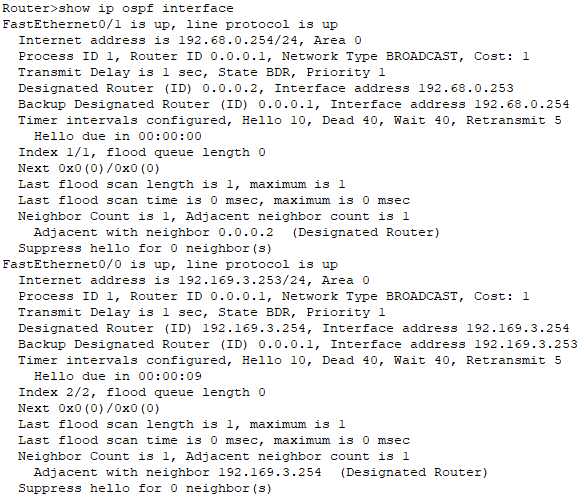 Router>show ip ospf interface
FastEthernet0/1 is up, line protocol is up
  Internet address is 192.68.0.254/24, Area 0
  Process ID 1, Router ID 0.0.0.1, Network Type BROADCAST, Cost: 1
  Transmit Delay is 1 sec, State BDR, Priority 1
  Designated Router (ID) 0.0.0.2, Interface address 192.68.0.253
  Backup Designated Router (ID) 0.0.0.1, Interface address 192.68.0.254
  Timer intervals configured, Hello 10, Dead 40, Wait 40, Retransmit 5
    Hello due in 00:00:00
  Index 1/1, flood queue length 0
  Next 0x0(0)/0x0(0)
  Last flood scan length is 1, maximum is 1
  Last flood scan time is 0 msec, maximum is 0 msec
  Neighbor Count is 1, Adjacent neighbor count is 1
    Adjacent with neighbor 0.0.0.2  (Designated Router)
  Suppress hello for 0 neighbor(s)
FastEthernet0/0 is up, line protocol is up
  Internet address is 192.169.3.253/24, Area 0
  Process ID 1, Router ID 0.0.0.1, Network Type BROADCAST, Cost: 1
  Transmit Delay is 1 sec, State BDR, Priority 1
  Designated Router (ID) 192.169.3.254, Interface address 192.169.3.254
  Backup Designated Router (ID) 0.0.0.1, Interface address 192.169.3.253
  Timer intervals configured, Hello 10, Dead 40, Wait 40, Retransmit 5
    Hello due in 00:00:09
  Index 2/2, flood queue length 0
  Next 0x0(0)/0x0(0)
  Last flood scan length is 1, maximum is 1
  Last flood scan time is 0 msec, maximum is 0 msec
  Neighbor Count is 1, Adjacent neighbor count is 1
    Adjacent with neighbor 192.169.3.254  (Designated Router)
  Suppress hello for 0 neighbor(s)